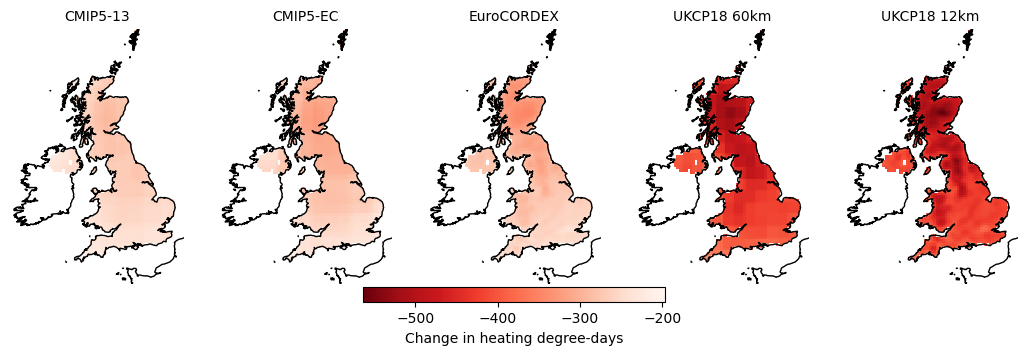 CMIP5-13
CMIP5-EC
EuroCORDEX
UKCP18 60km
UKCP18 12km
−500
−400
−300
−200
Change in heating degree-days